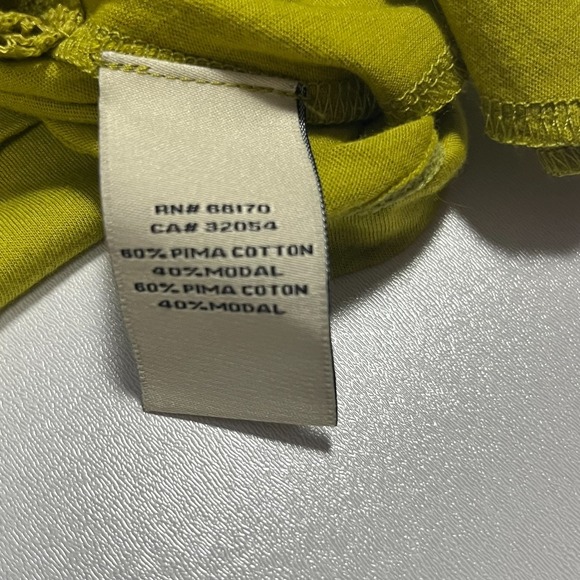 RN# 66170
CA# 32054
60% PIMA COTTON
40% MODAL
60% PIMA COTON
40% MODAL